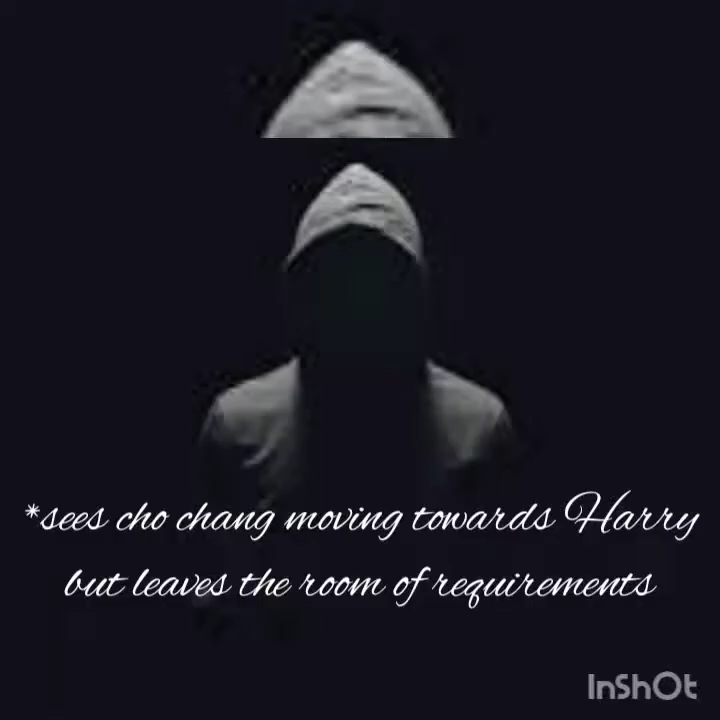 *sees cho chang moving towards Harry
but leaves the room of requirements
InShOt